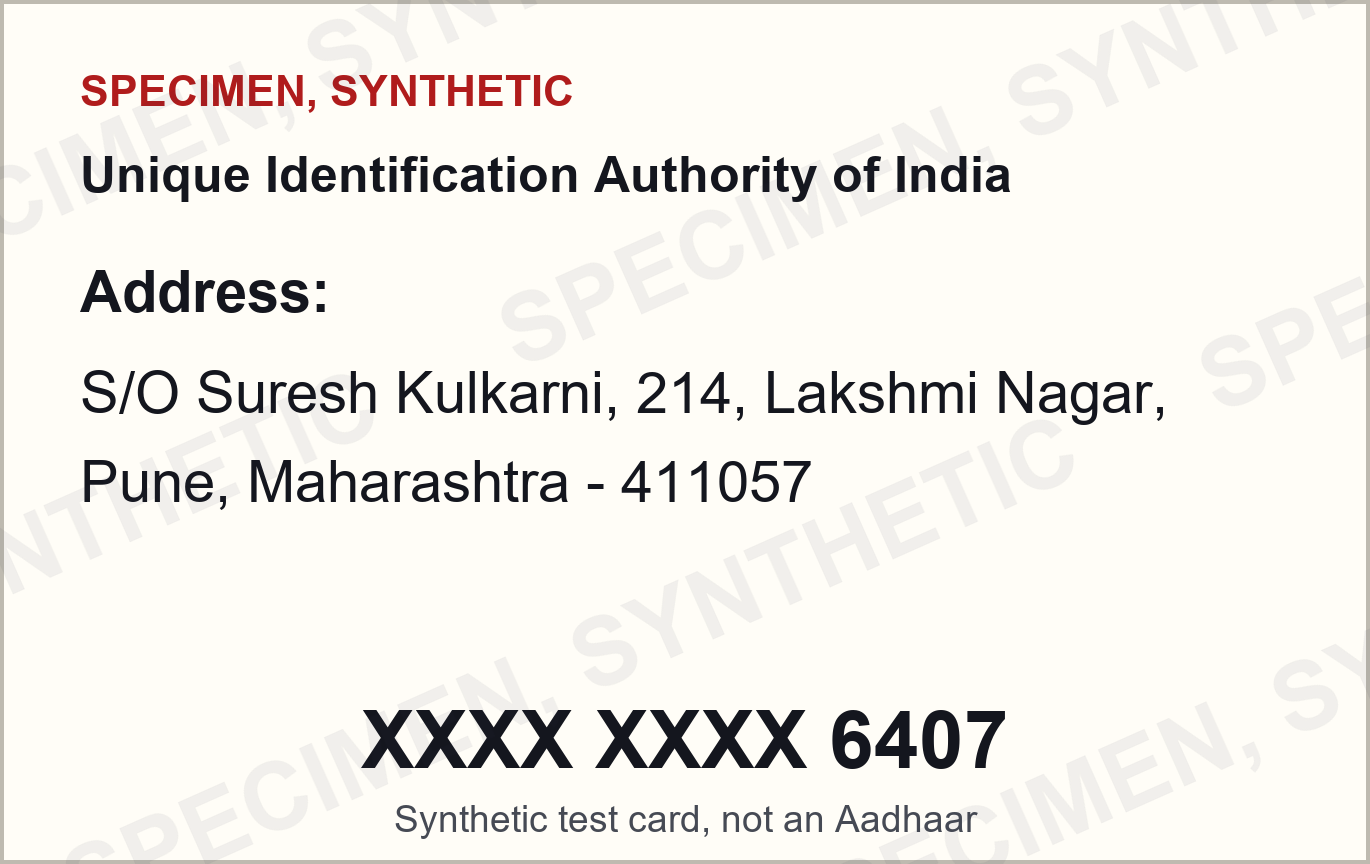 SPECIMEN, SYNTHETIC
Unique Identification Authority of India
Address:
S/O Suresh Kulkarni, 214, Lakshmi Nagar,
Pune, Maharashtra - 411057
XXXX XXXX 6407
Synthetic test card, not an Aadhaar